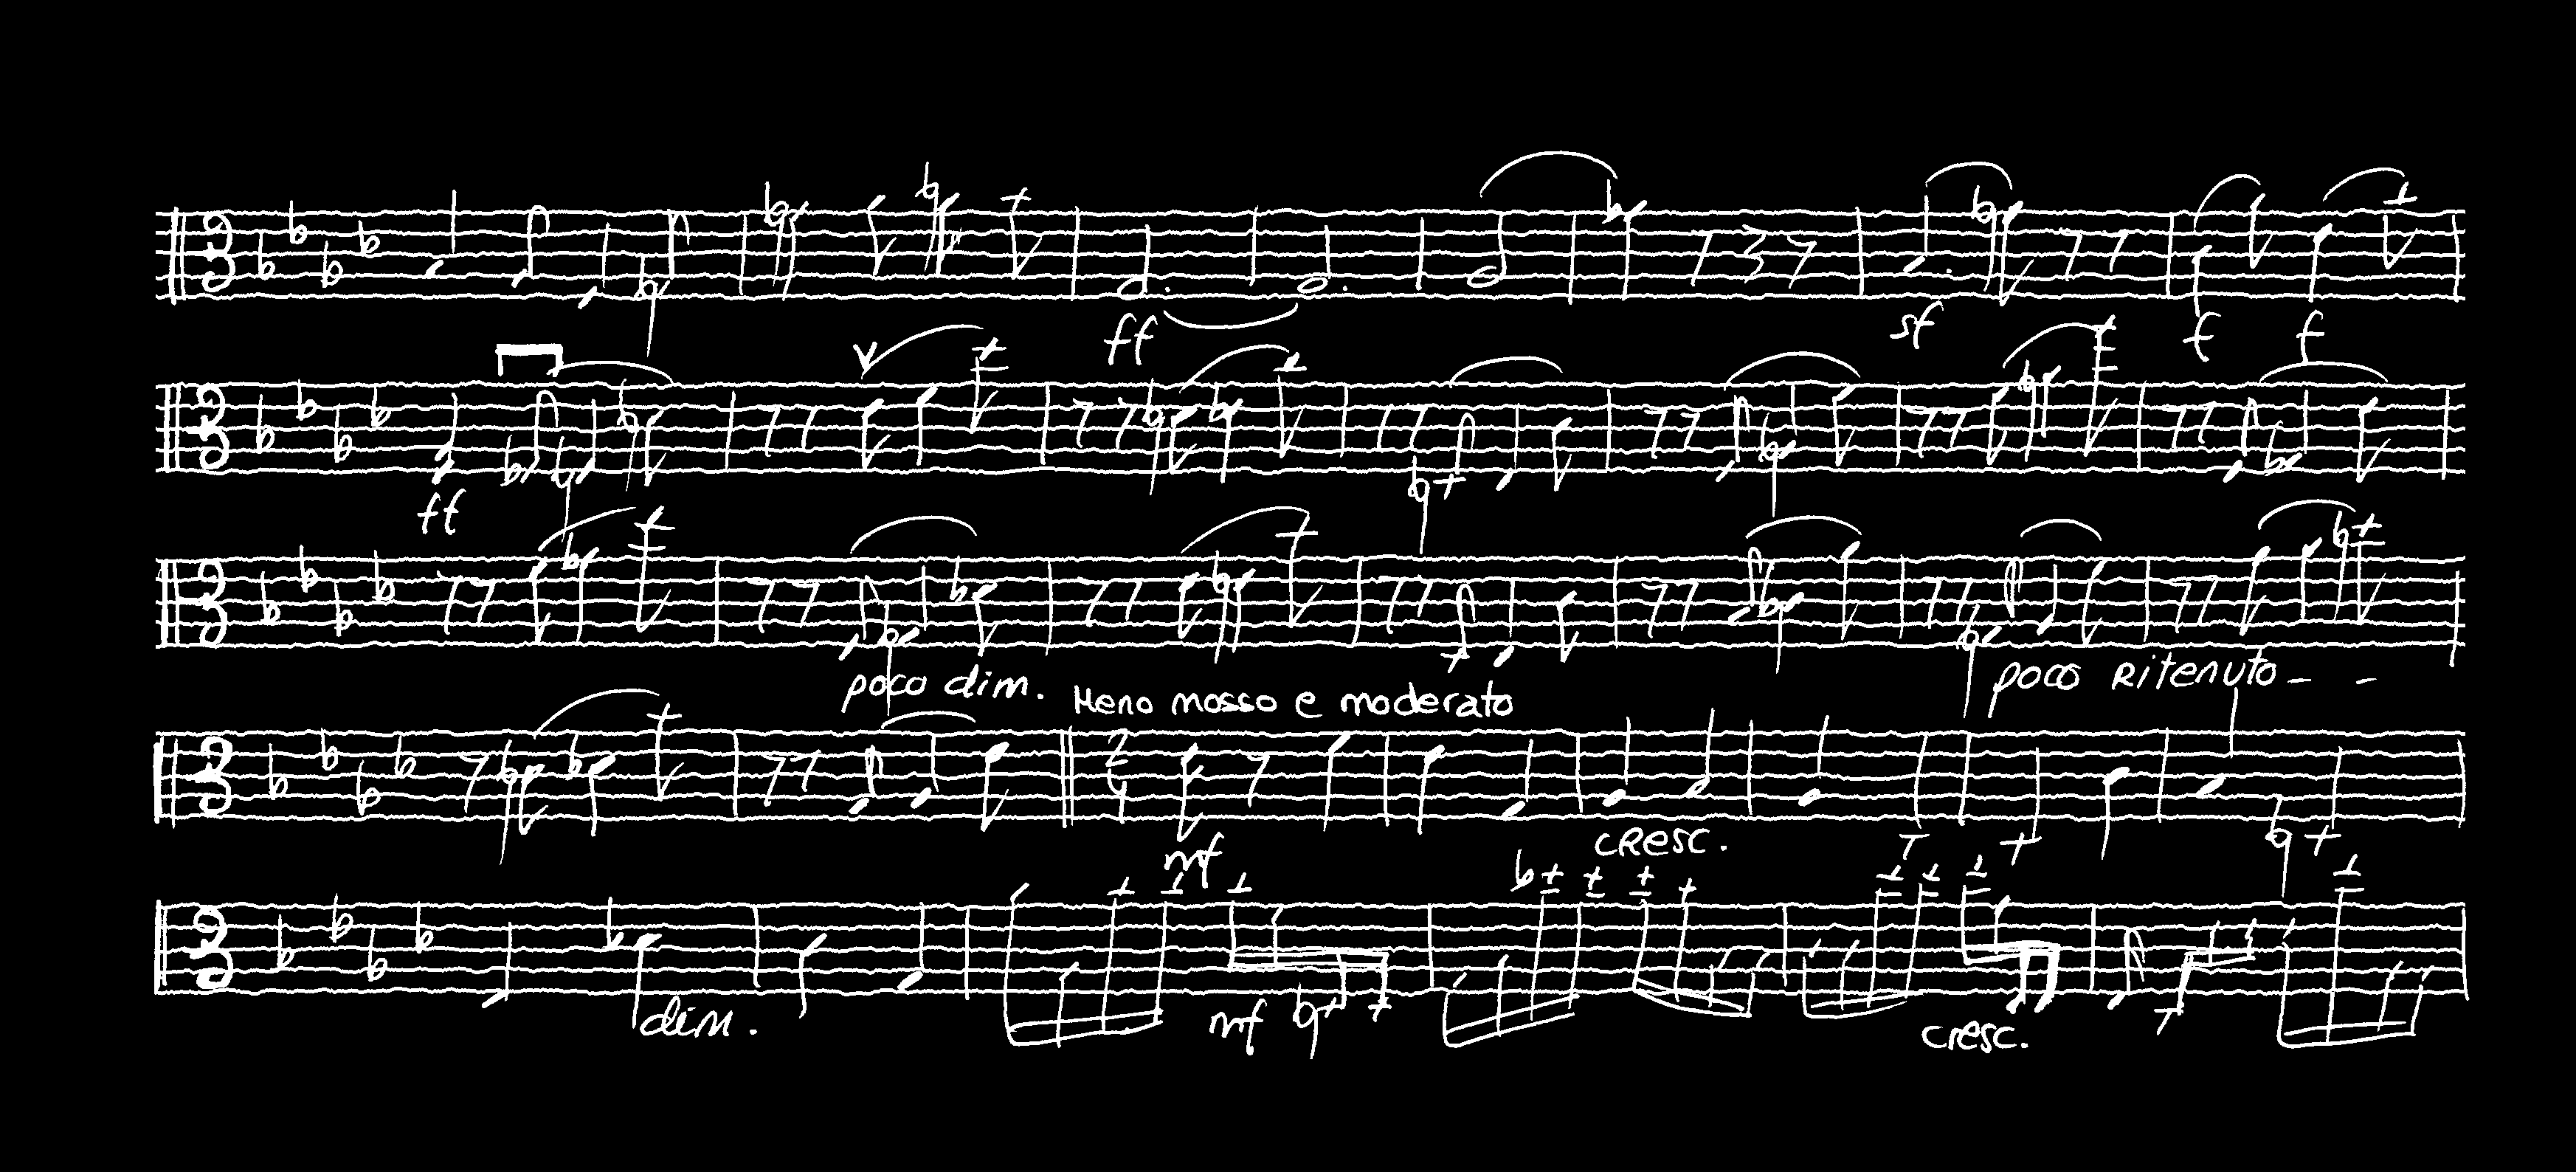 ff sf f f
ff
poco dim. poco Ritenuto - -
Meno mosso e moderato
mf cresc.
dim. mf cresc.